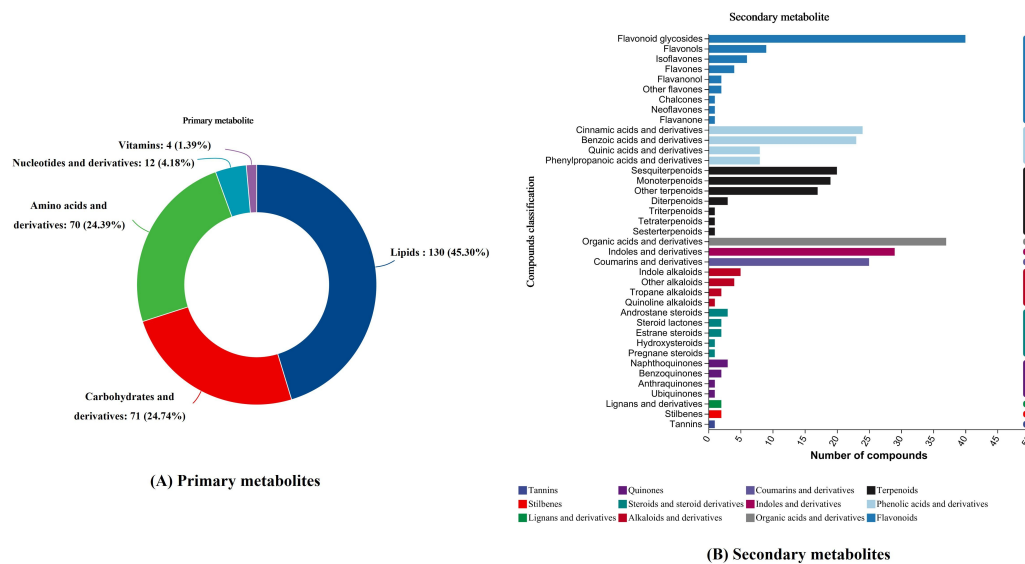 Primary metabolite
Vitamins: 4 (1.39%)
Nucleotides and derivatives: 12 (4.18%)
Amino acids and
derivatives: 70 (24.39%)
Lipids : 130 (45.30%)
Carbohydrates and
derivatives: 71 (24.74%)
(A) Primary metabolites
Secondary metabolite
Compounds classification
Flavonoid glycosides
Flavonols
Isoflavones
Flavones
Flavanonol
Other flavones
Chalcones
Neoflavones
Flavanone
Cinnamic acids and derivatives
Benzoic acids and derivatives
Quinic acids and derivatives
Phenylpropanoic acids and derivatives
Sesquiterpenoids
Monoterpenoids
Other terpenoids
Diterpenoids
Triterpenoids
Tetraterpenoids
Sesterterpenoids
Organic acids and derivatives
Indoles and derivatives
Coumarins and derivatives
Indole alkaloids
Other alkaloids
Tropane alkaloids
Quinoline alkaloids
Androstane steroids
Steroid lactones
Estrane steroids
Hydroxysteroids
Pregnane steroids
Naphthoquinones
Benzoquinones
Anthraquinones
Ubiquinones
Lignans and derivatives
Stilbenes
Tannins
0 5 10 15 20 25 30 35 40 45
Number of compounds
Tannins Quinones Coumarins and derivatives Terpenoids
Stilbenes Steroids and steroid derivatives Indoles and derivatives Phenolic acids and derivatives
Lignans and derivatives Alkaloids and derivatives Organic acids and derivatives Flavonoids
(B) Secondary metabolites